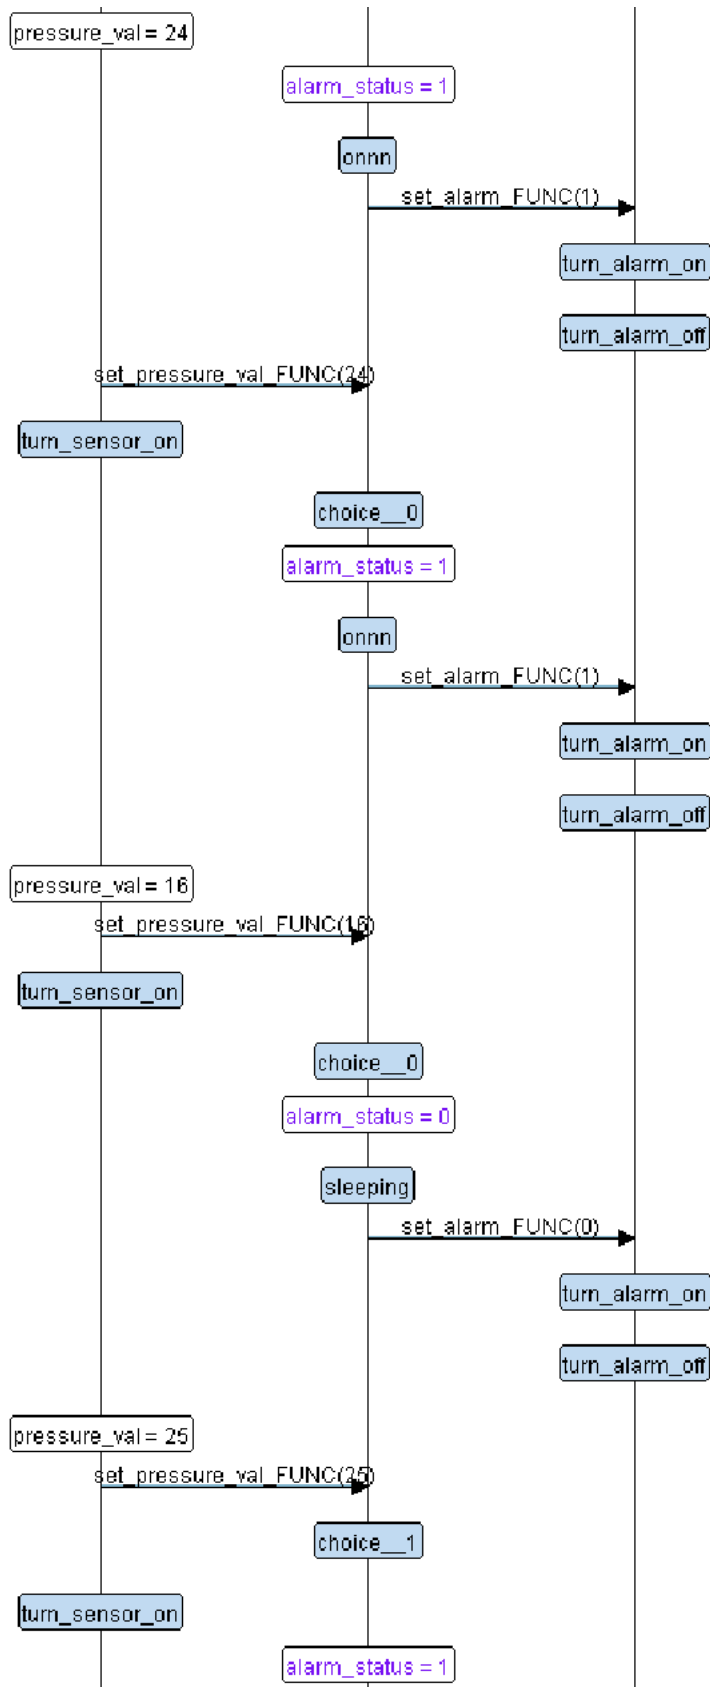 pressure_val = 24
alarm_status = 1
onnn
set_alarm_FUNC(1)
turn_alarm_on
turn_alarm_off
set_pressure_val_FUNC(24)
turn_sensor_on
choice__0
alarm_status = 1
onnn
set_alarm_FUNC(1)
turn_alarm_on
turn_alarm_off
pressure_val = 16
set_pressure_val_FUNC(16)
turn_sensor_on
choice__0
alarm_status = 0
sleeping
set_alarm_FUNC(0)
turn_alarm_on
turn_alarm_off
pressure_val = 25
set_pressure_val_FUNC(25)
choice__1
turn_sensor_on
alarm_status = 1